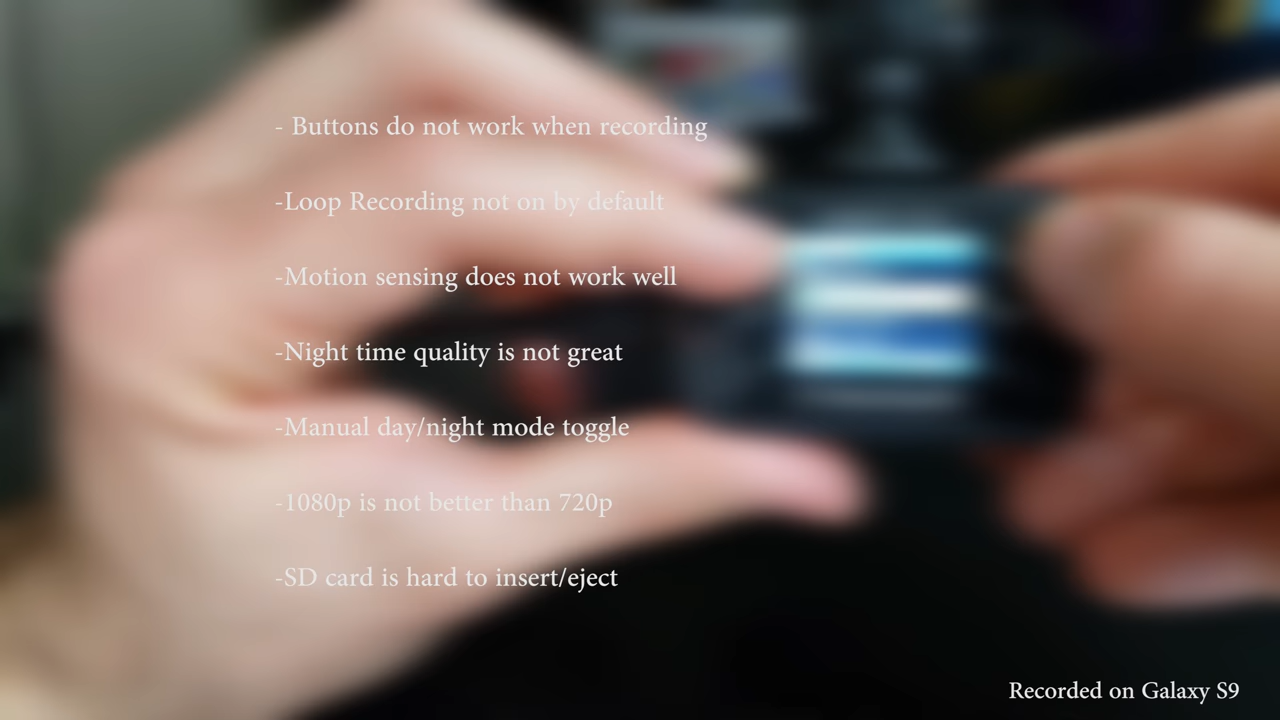 - Buttons do not work when recording
-Loop Recording not on by default
-Motion sensing does not work well
-Night time quality is not great
-Manual day/night mode toggle
-1080p is not better than 720p
-SD card is hard to insert/eject
Recorded on Galaxy S9